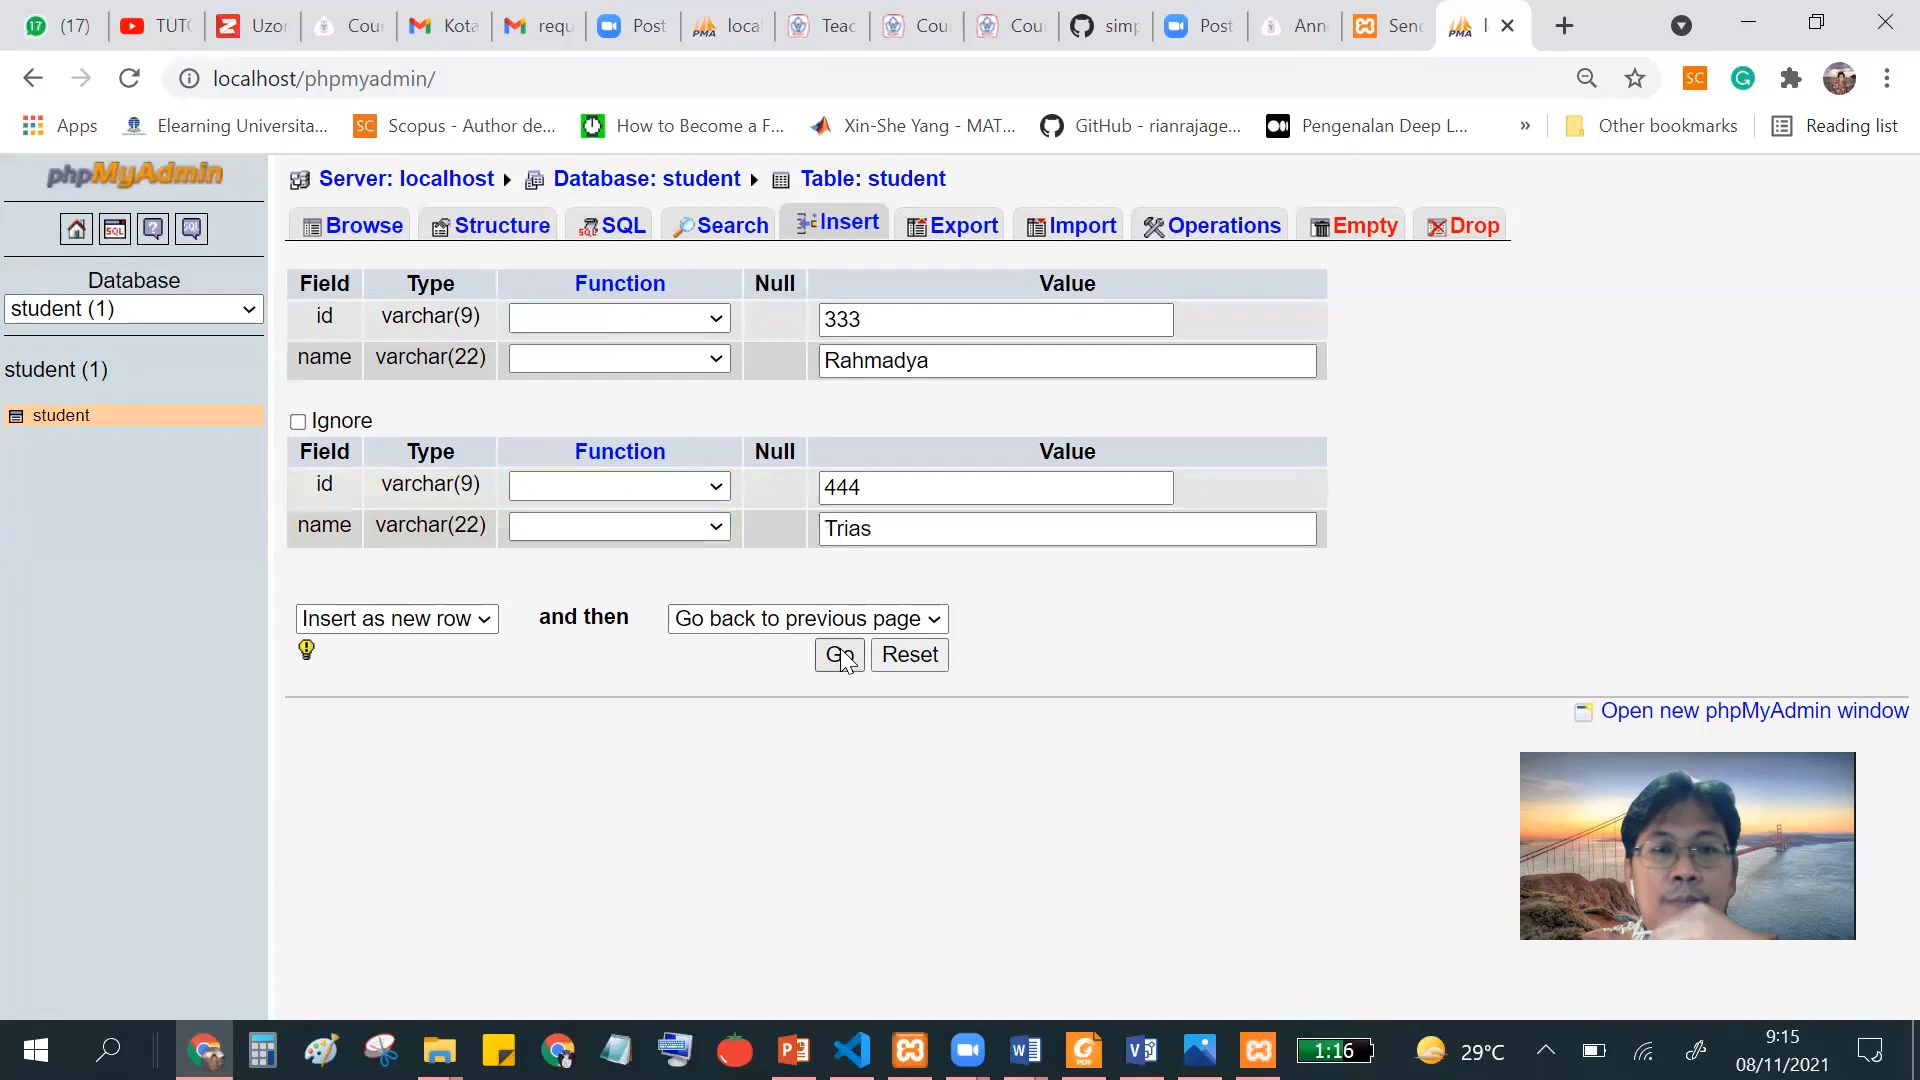 17 (17) TUTO Uzor Cour Kota requ Post loca Teac Cou Cou simp Post Ann Senc
localhost/phpmyadmin/
Apps Elearning Universita... Scopus - Author de... How to Become a F... Xin-She Yang - MAT... GitHub - rianrajage... Pengenalan Deep L... » Other bookmarks Reading list
phpMyAdmin
Server: localhost Database: student Table: student
Browse Structure SQL Search Insert Export Import Operations Empty Drop
Database
student (1)
student (1)
student
Field Type Function Null Value
id varchar(9) 333
name varchar(22) Rahmadya
Ignore
Field Type Function Null Value
id varchar(9) 444
name varchar(22) Trias
Insert as new row and then Go back to previous page
Go Reset
Open new phpMyAdmin window
1:16 29°C 9:15
08/11/2021